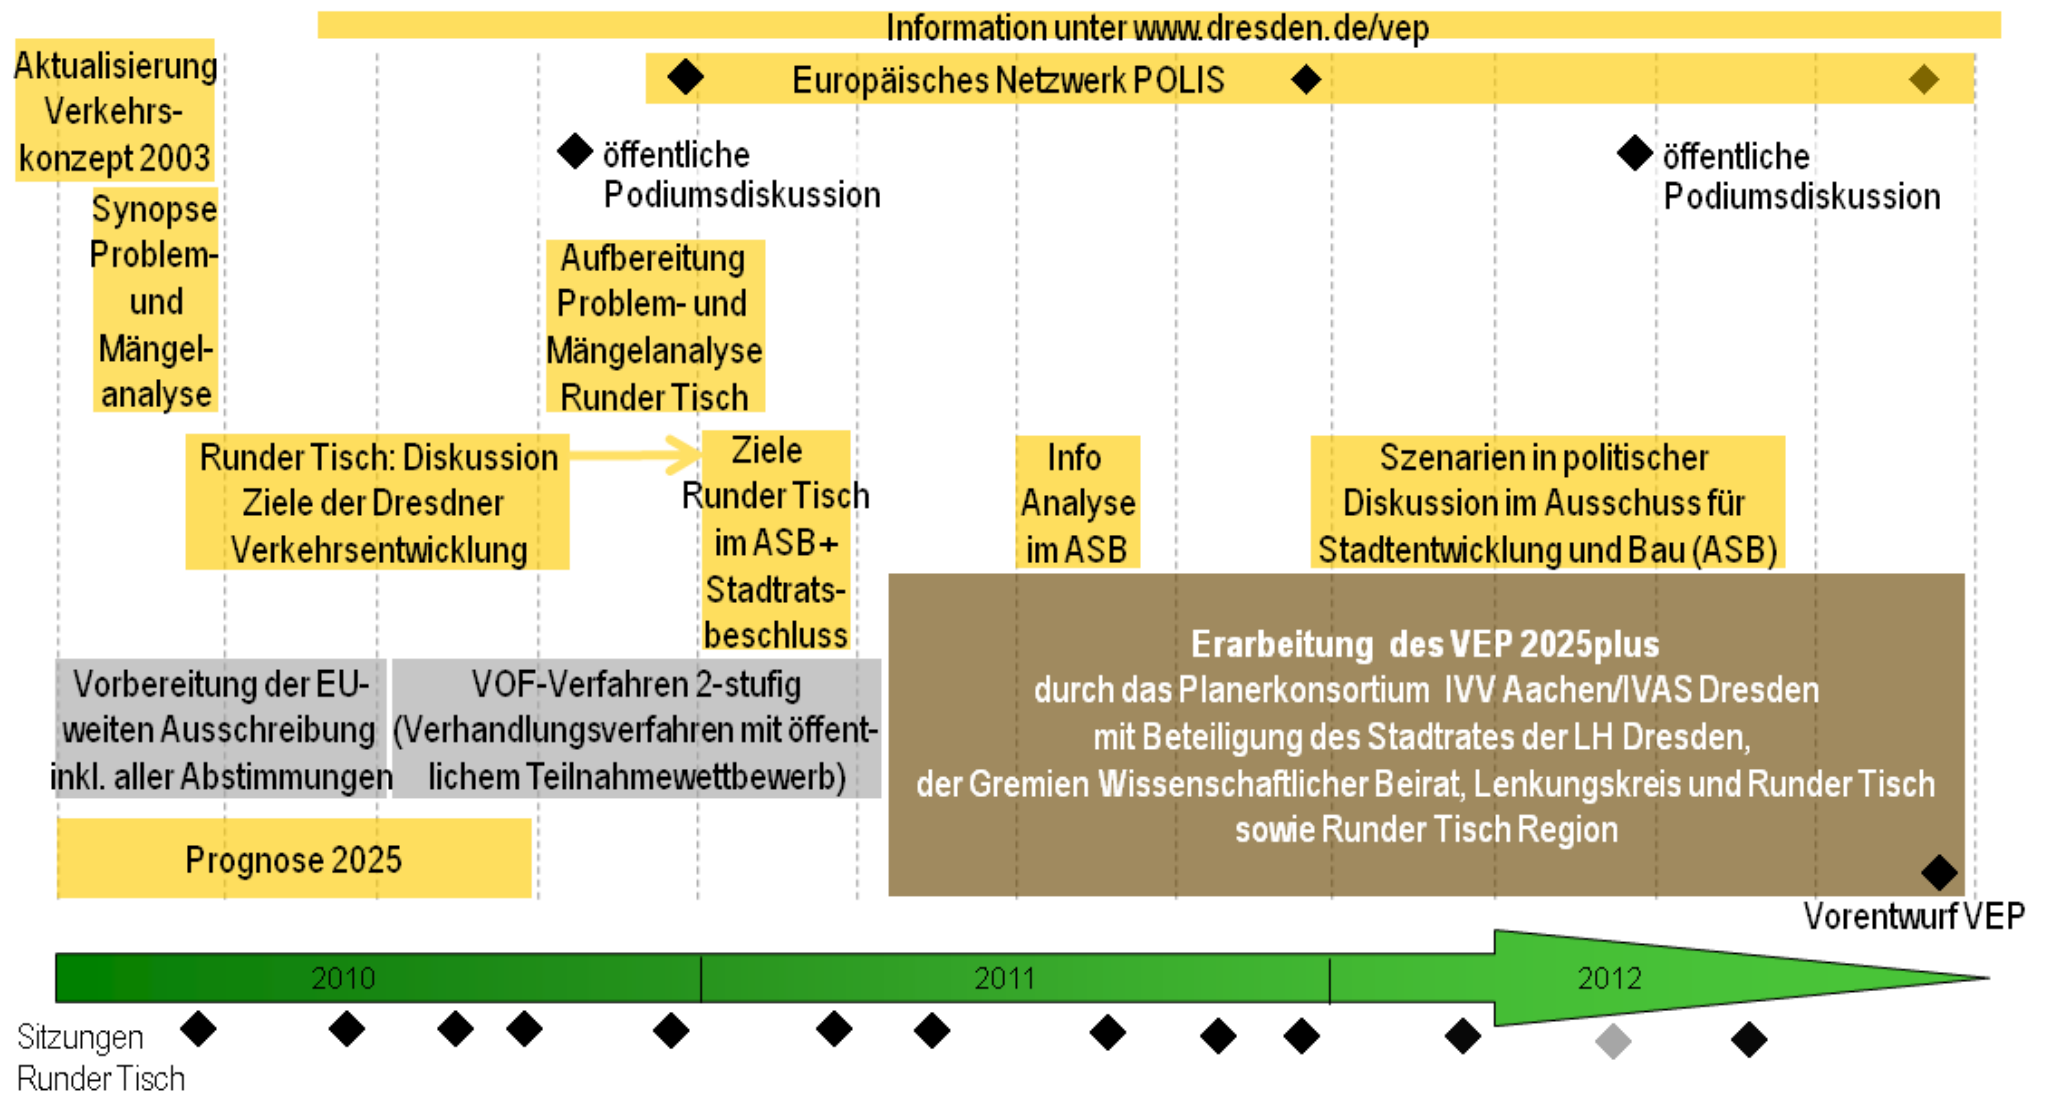 Information unter www.dresden.de/vep
Aktualisierung
Verkehrs-
konzept 2003
Europäisches Netzwerk POLIS
öffentliche
Podiumsdiskussion
öffentliche
Podiumsdiskussion
Synopse
Problem-
und
Mängel-
analyse
Aufbereitung
Problem- und
Mängelanalyse
Runder Tisch
Runder Tisch: Diskussion
Ziele der Dresdner
Verkehrsentwicklung
Ziele
Runder Tisch
im ASB+
Stadtrats-
beschluss
Info
Analyse
im ASB
Szenarien in politischer
Diskussion im Ausschuss für
Stadtentwicklung und Bau (ASB)
Vorbereitung der EU-
weiten Ausschreibung
inkl. aller Abstimmungen
VOF-Verfahren 2-stufig
(Verhandlungsverfahren mit öffent-
lichem Teilnahmewettbewerb)
Erarbeitung des VEP 2025plus
durch das Planerkonsortium IVV Aachen/IVAS Dresden
mit Beteiligung des Stadtrates der LH Dresden,
der Gremien Wissenschaftlicher Beirat, Lenkungskreis und Runder Tisch
sowie Runder Tisch Region
Prognose 2025
Vorentwurf VEP
2010
2011
2012
Sitzungen
Runder Tisch